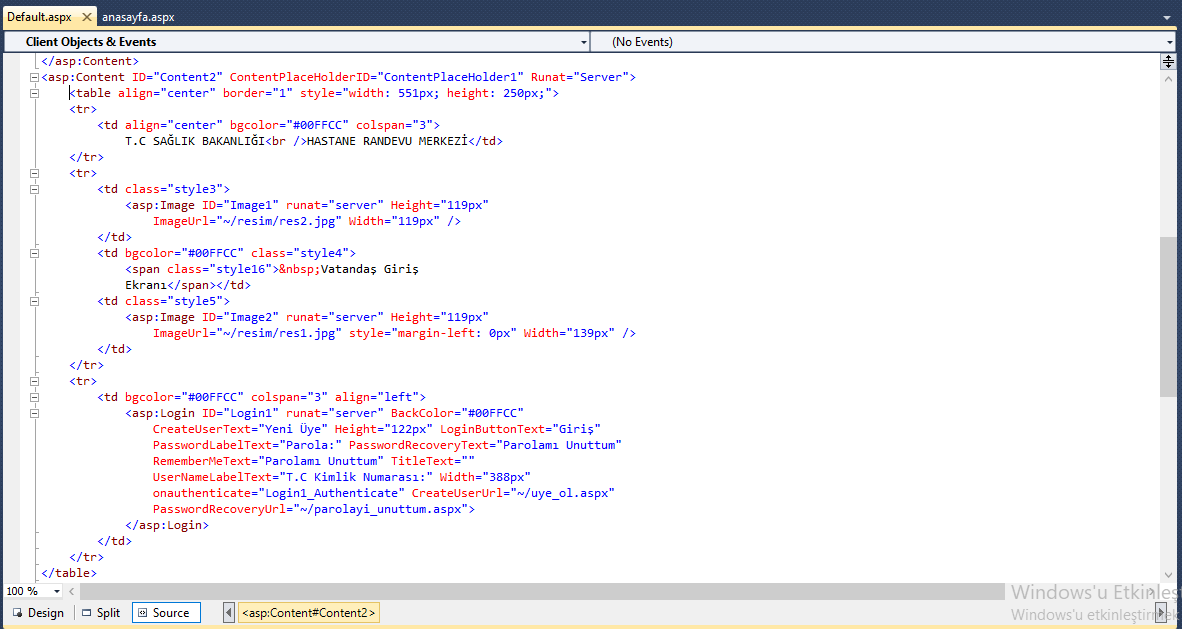 Default.aspx anasayfa.aspx
Client Objects & Events (No Events)
</asp:Content>
<asp:Content ID="Content2" ContentPlaceHolderID="ContentPlaceHolder1" Runat="Server">
<table align="center" border="1" style="width: 551px; height: 250px;">
<tr>
<td align="center" bgcolor="#00FFCC" colspan="3">
T.C SAĞLIK BAKANLIĞI<br />HASTANE RANDEVU MERKEZİ</td>
</tr>
<tr>
<td class="style3">
<asp:Image ID="Image1" runat="server" Height="119px"
ImageUrl="~/resim/res2.jpg" Width="119px" />
</td>
<td bgcolor="#00FFCC" class="style4">
<span class="style16">&nbsp;Vatandaş Giriş
Ekranı</span></td>
<td class="style5">
<asp:Image ID="Image2" runat="server" Height="119px"
ImageUrl="~/resim/res1.jpg" style="margin-left: 0px" Width="139px" />
</td>
</tr>
<tr>
<td bgcolor="#00FFCC" colspan="3" align="left">
<asp:Login ID="Login1" runat="server" BackColor="#00FFCC"
CreateUserText="Yeni Üye" Height="122px" LoginButtonText="Giriş"
PasswordLabelText="Parola:" PasswordRecoveryText="Parolamı Unuttum"
RememberMeText="Parolamı Unuttum" TitleText=""
UserNameLabelText="T.C Kimlik Numarası:" Width="388px"
onauthenticate="Login1_Authenticate" CreateUserUrl="~/uye_ol.aspx"
PasswordRecoveryUrl="~/parolayi_unuttum.aspx">
</asp:Login>
</td>
</tr>
</table>
100 %
Windows'u Etkinleş
Design Split Source <asp:Content#Content2>
Windows'u etkinleştirmek